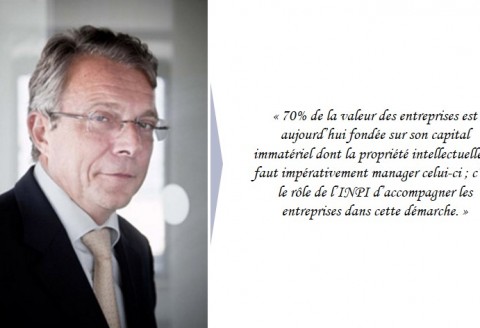 « 70% de la valeur des entreprises est
aujourd'hui fondée sur son capital
immatériel dont la propriété intellectuelle
faut impérativement manager celui-ci ; c'
le rôle de l'INPI d'accompagner les
entreprises dans cette démarche. »